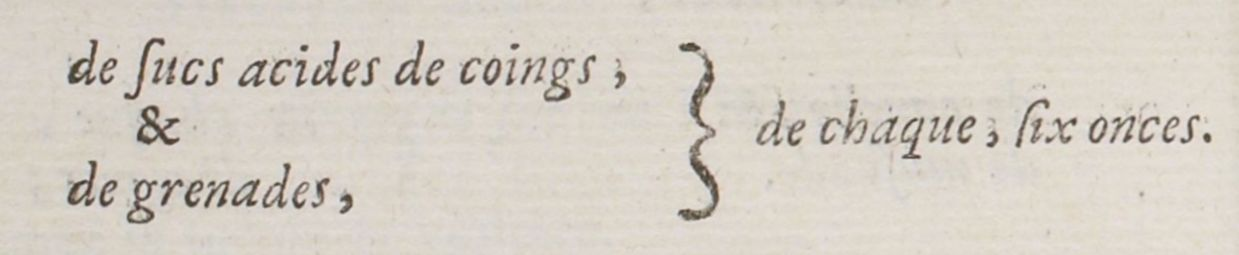 de ſucs acides de coings,
&
de grenades,
} de chaque, ſix onces.